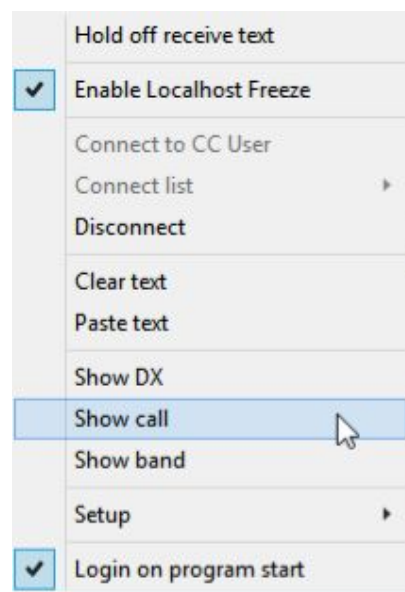 Hold off receive text
Enable Localhost Freeze
Connect to CC User
Connect list
Disconnect
Clear text
Paste text
Show DX
Show call
Show band
Setup
Login on program start